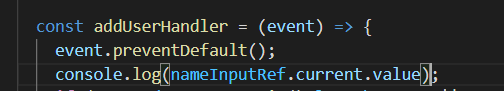 const addUserHandler = (event) => {
event.preventDefault();
console.log(nameInputRef.current.value);